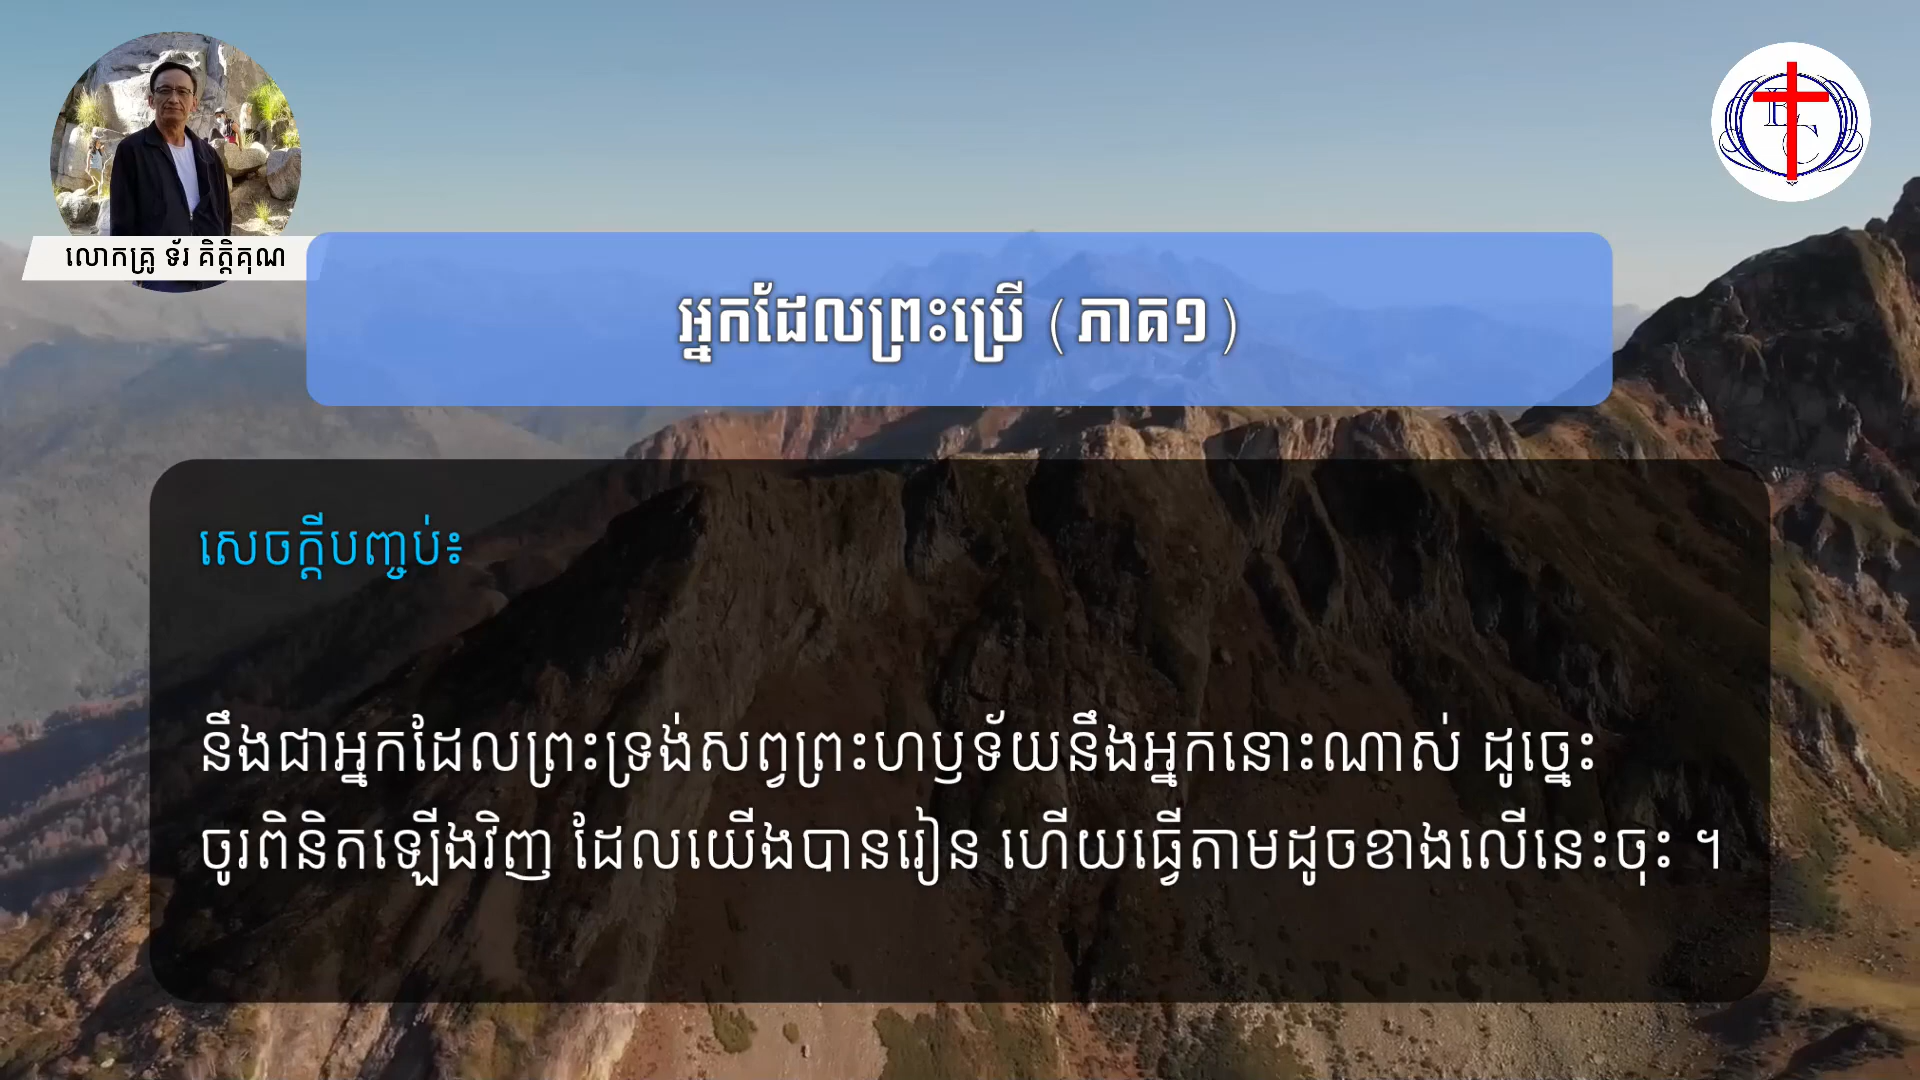 លោកគ្រូ ទ័រ គិត្តិគុណ
អ្នកដែលព្រះប្រើ (ភាគ១)
សេចក្ដីបញ្ចប់៖
នឹងជាអ្នកដែលព្រះទ្រង់សព្វព្រះហឫទ័យនឹងអ្នកនោះណាស់ ដូច្នេះ
ចូរពិនិតឡើងវិញ ដែលយើងបានរៀន ហើយធ្វើតាមដូចខាងលើនេះចុះ ។